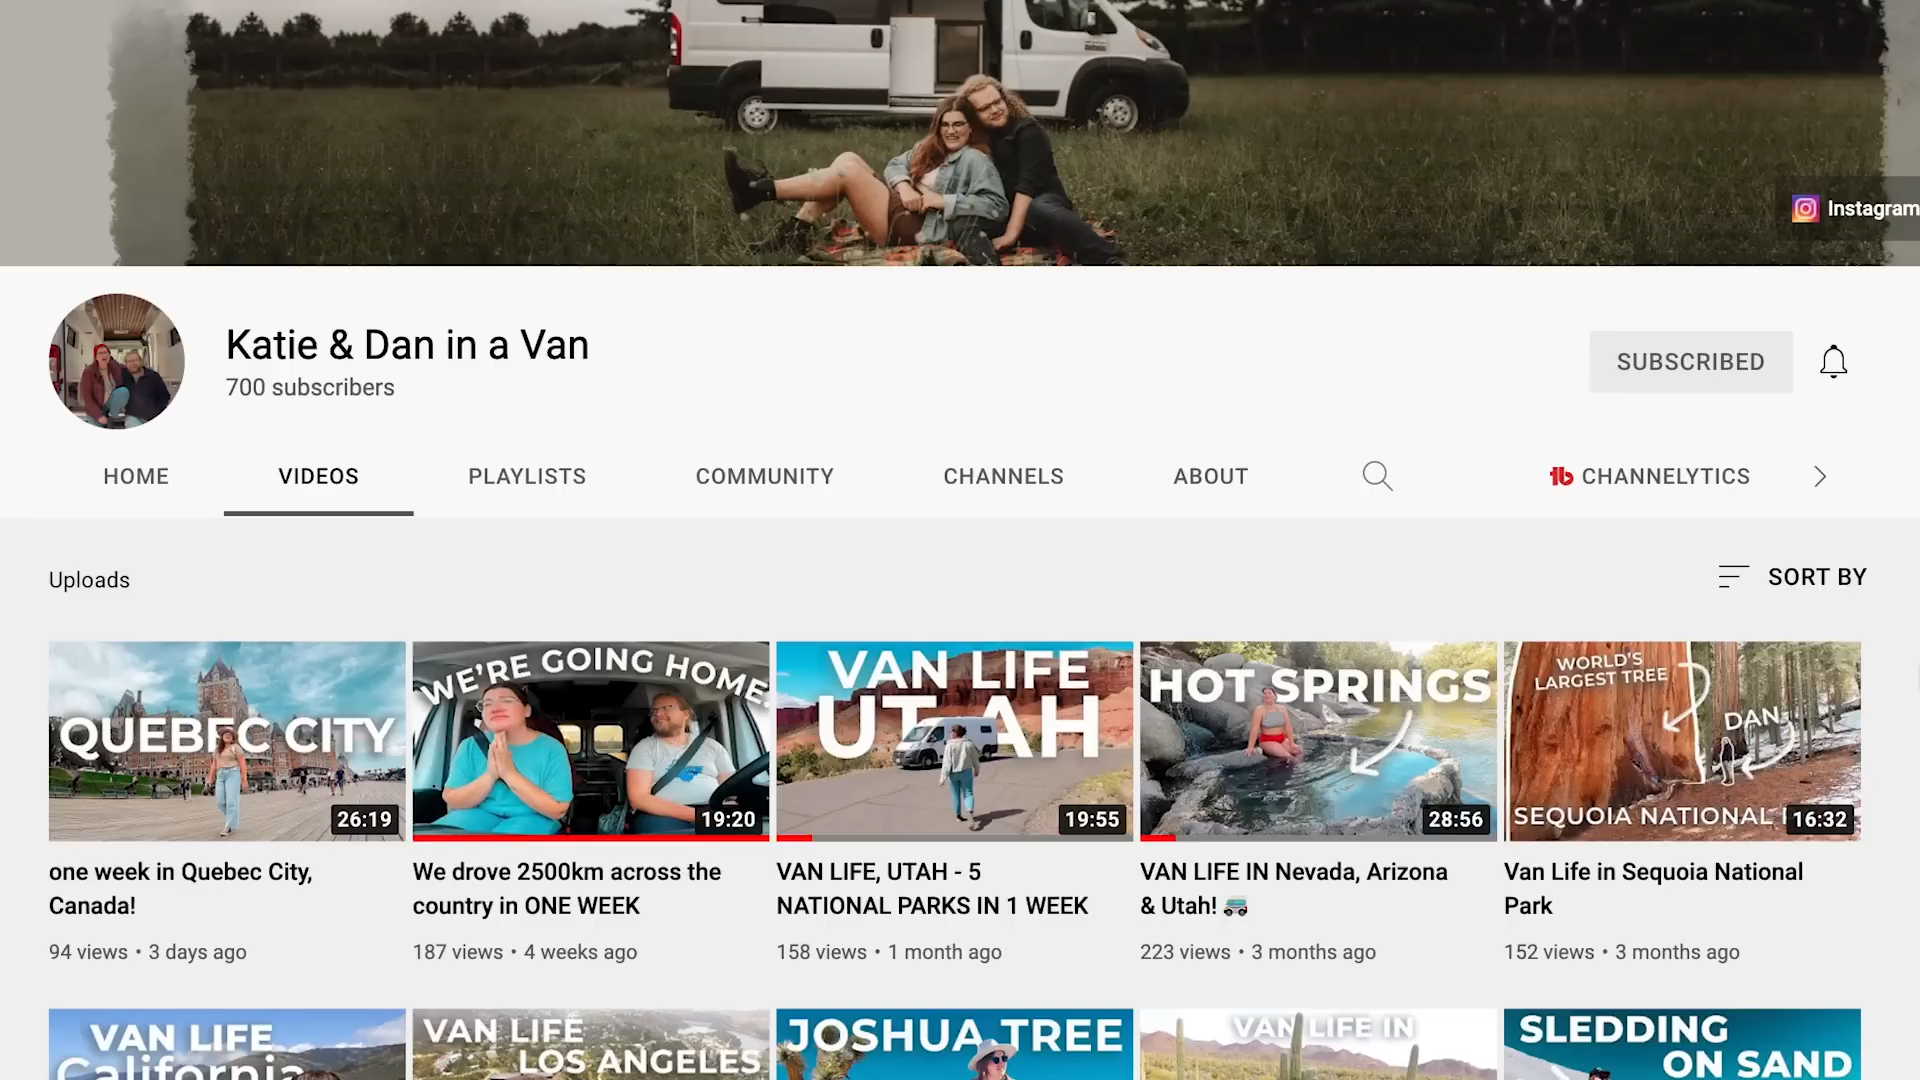 Instagram
Katie & Dan in a Van
700 subscribers
SUBSCRIBED
HOME
VIDEOS
PLAYLISTS
COMMUNITY
CHANNELS
ABOUT
CHANNELYTICS
Uploads
SORT BY
QUEBEC CITY
26:19
one week in Quebec City,
Canada!
94 views • 3 days ago
WE'RE GOING HOME.
19:20
We drove 2500km across the
country in ONE WEEK
187 views • 4 weeks ago
VAN LIFE
UTAH
19:55
VAN LIFE, UTAH - 5
NATIONAL PARKS IN 1 WEEK
158 views • 1 month ago
HOT SPRINGS
28:56
VAN LIFE IN Nevada, Arizona
& Utah! 🚐
223 views • 3 months ago
WORLD'S
LARGEST TREE
DAN
SEQUOIA NATIONAL
16:32
Van Life in Sequoia National
Park
152 views • 3 months ago
VAN LIFE
California
VAN LIFE
LOS ANGELES
JOSHUA TREE
VAN LIFE IN
SLEDDING
ON SAND